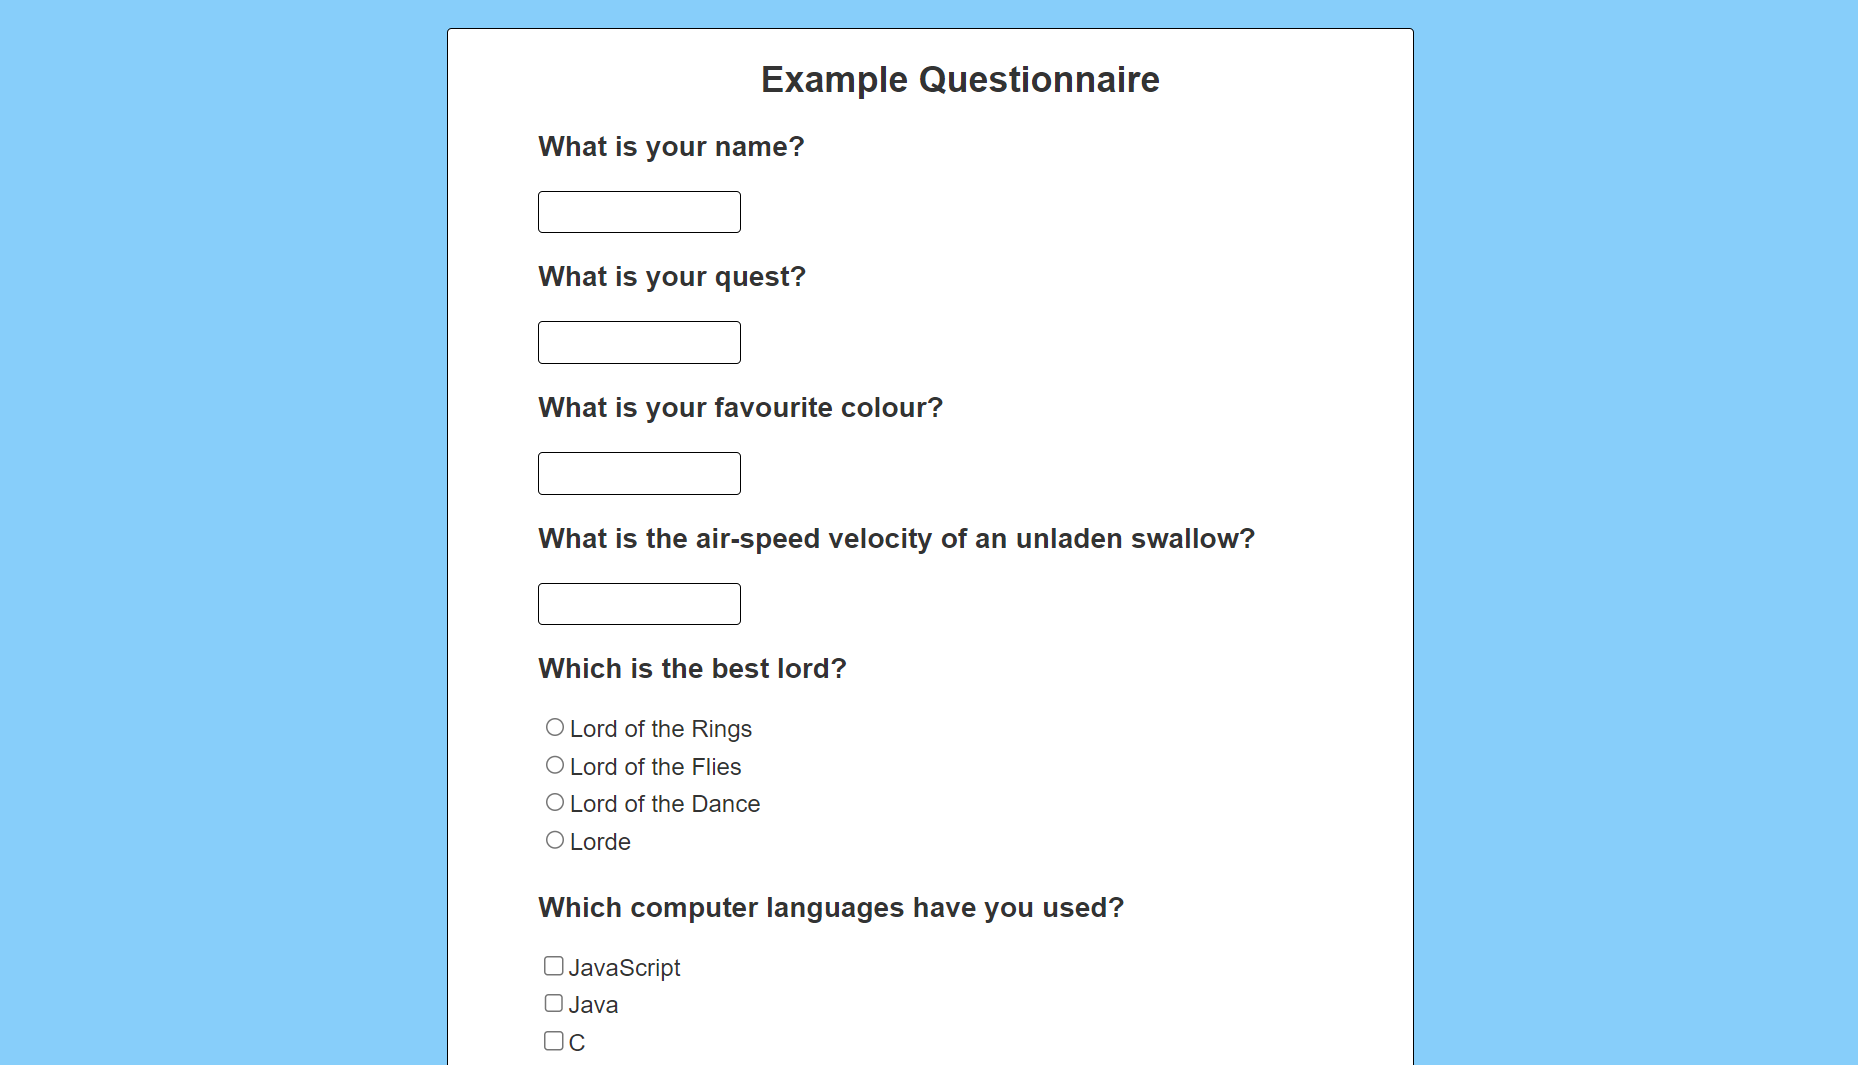 Example Questionnaire
What is your name?
What is your quest?
What is your favourite colour?
What is the air-speed velocity of an unladen swallow?
Which is the best lord?
Lord of the Rings
Lord of the Flies
Lord of the Dance
Lorde
Which computer languages have you used?
JavaScript
Java
C